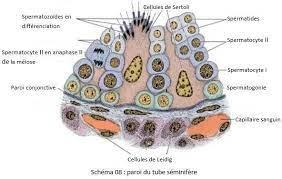 Cellules de Sertoli
Spermatozoïdes en
différenciation
Spermatides
Spermatocyte II
Spermatocyte II en anaphase II
de la méiose
Spermatocyte I
Paroi conjonctive
Spermatogonie
Capillaire sanguin
Cellules de Leidig
Schéma 08 : paroi du tube séminifère